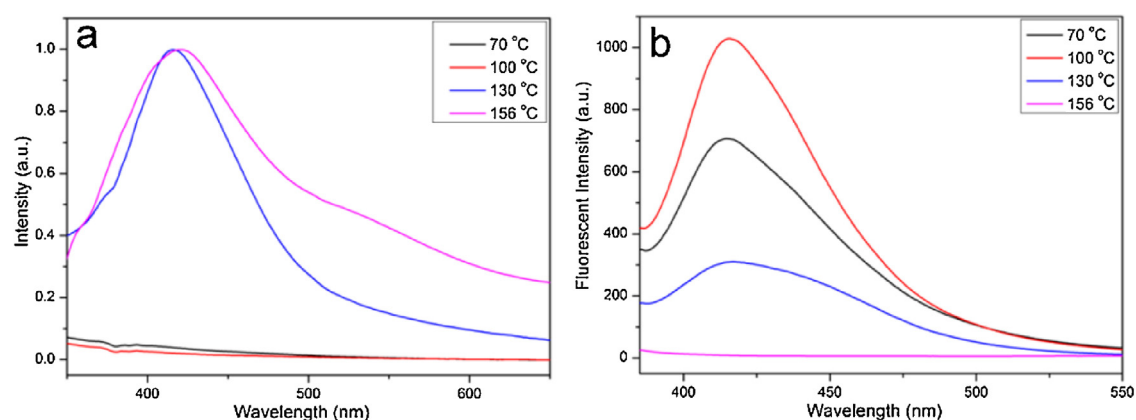 a
70 °C
100 °C
130 °C
156 °C
Intensity (a.u.)
1.0
0.8
0.6
0.4
0.2
0.0
400
500
600
Wavelength (nm)
b
70 °C
100 °C
130 °C
156 °C
Fluorescent Intensity (a.u.)
1000
800
600
400
200
0
400
450
500
550
Wavelength (nm)